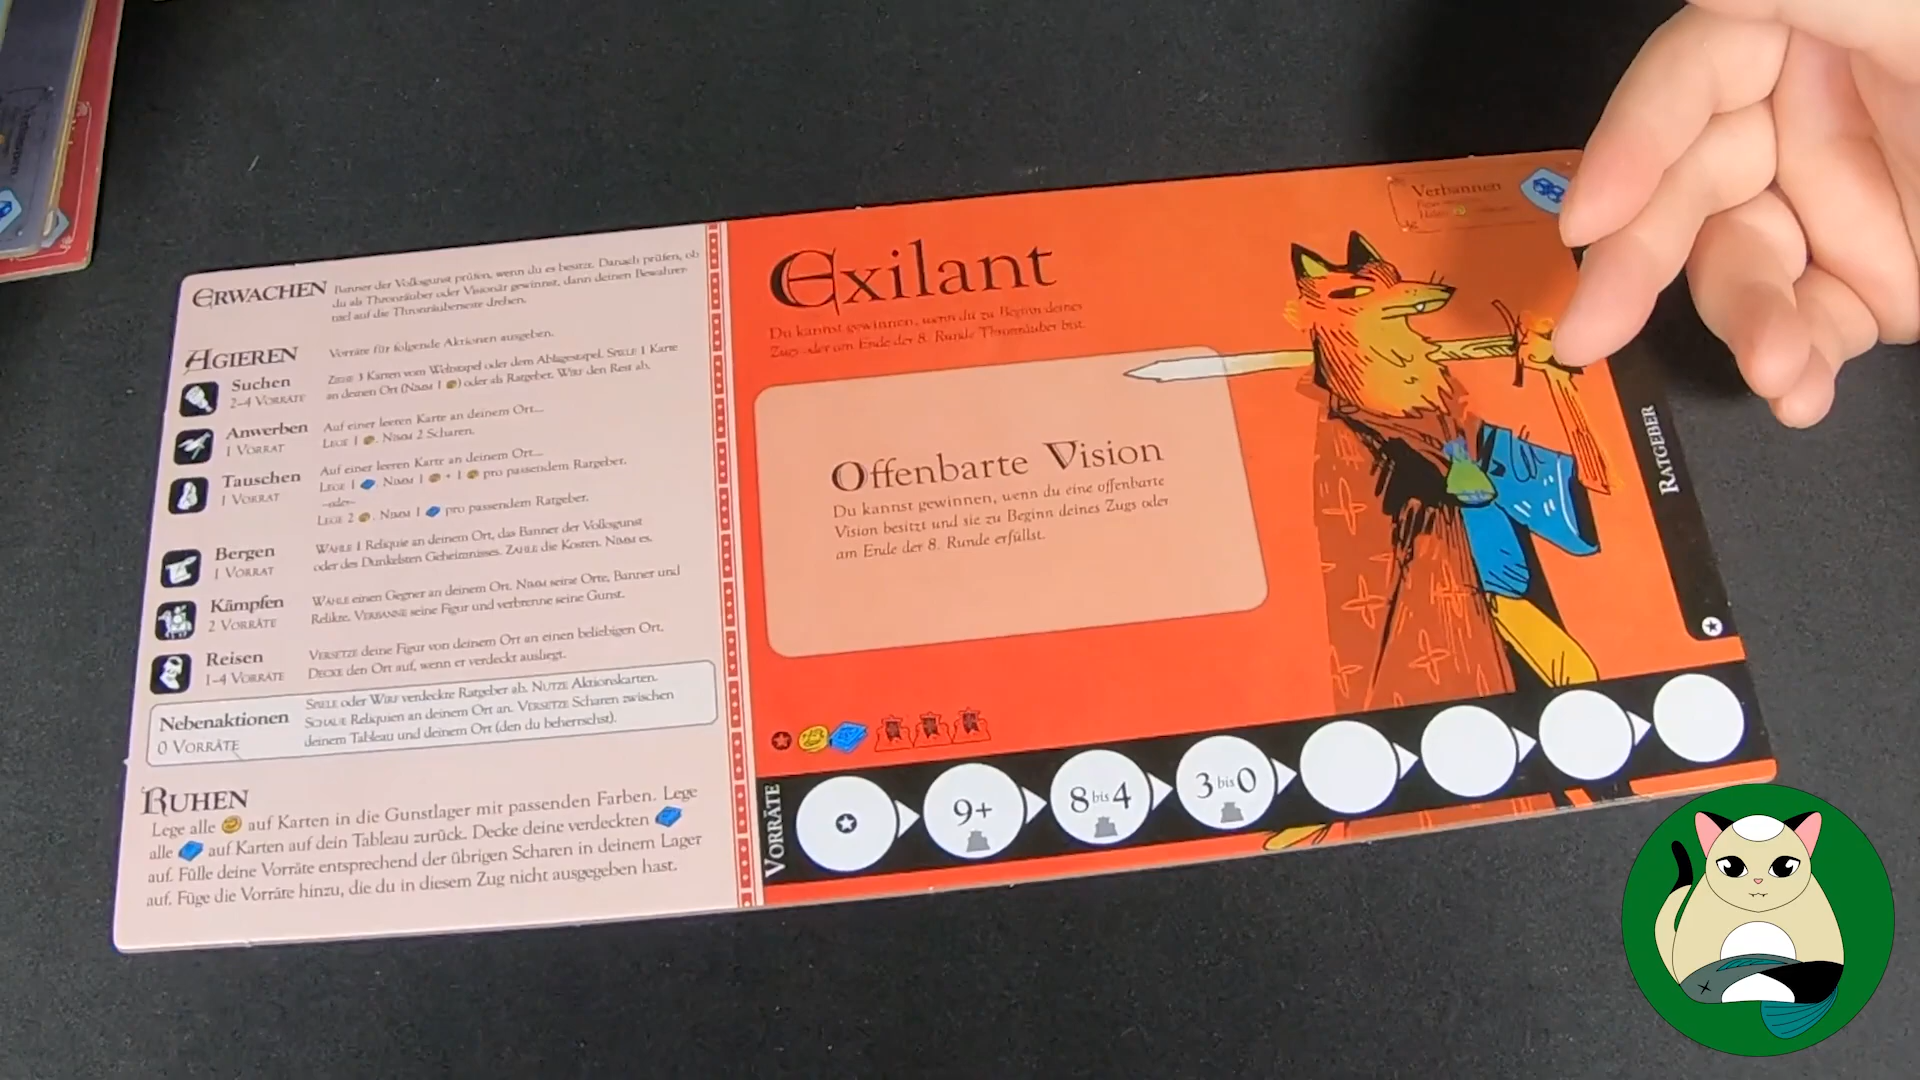 ERWACHEN
Banner der Volksgunst prüfen, wenn du es besitzt. Danach prüfen, ob
du als Thronräuber oder Visionär gewinnst, dann deinen Bewahrer-
titel auf die Thronräuberseite drehen.
AGIEREN
Vorräte für folgende Aktionen ausgeben.
Suchen
2–4 VORRÄTE
ZIEHE 3 Karten vom Weltstapel oder dem Ablagestapel. SPIELE 1 Karte
an deinen Ort (NIMM 1 ) oder als Ratgeber. WIRF den Rest ab.
Anwerben
1 VORRAT
Auf einer leeren Karte an deinem Ort...
LEGE 1 . NIMM 2 Scharen.
Tauschen
1 VORRAT
Auf einer leeren Karte an deinem Ort...
LEGE 1 . NIMM 1 + 1 pro passendem Ratgeber.
–oder–
LEGE 2 . NIMM 1 pro passendem Ratgeber.
Bergen
1 VORRAT
WÄHLE 1 Reliquie an deinem Ort, das Banner der Volksgunst
oder des Dunkelsten Geheimnisses. ZAHLE die Kosten. NIMM es.
Kämpfen
2 VORRÄTE
WÄHLE einen Gegner an deinem Ort. NIMM seine Orte, Banner und
Relikte. VERBANNE seine Figur und verbrenne seine Gunst.
Reisen
1–4 VORRÄTE
VERSETZE deine Figur von deinem Ort an einen beliebigen Ort.
DECKE den Ort auf, wenn er verdeckt ausliegt.
Nebenaktionen
0 VORRÄTE
SPIELE oder WIRF verdeckte Ratgeber ab. NUTZE Aktionskarten.
SCHAUE Reliquien an deinem Ort an. VERSETZE Scharen zwischen
deinem Tableau und deinem Ort (den du beherrschst).
RUHEN
Lege alle auf Karten in die Gunstlager mit passenden Farben. Lege
alle auf Karten auf dein Tableau zurück. Decke deine verdeckten
auf. Fülle deine Vorräte entsprechend der übrigen Scharen in deinem Lager
auf. Füge die Vorräte hinzu, die du in diesem Zug nicht ausgegeben hast.
Exilant
Du kannst gewinnen, wenn du zu Beginn deines
Zugs oder am Ende der 8. Runde Thronräuber bist.
Offenbarte Vision
Du kannst gewinnen, wenn du eine offenbarte
Vision besitzt und sie zu Beginn deines Zugs oder
am Ende der 8. Runde erfüllst.
Verbannen
RATGEBER
VORRÄTE
9+
8 bis 4
3 bis 0